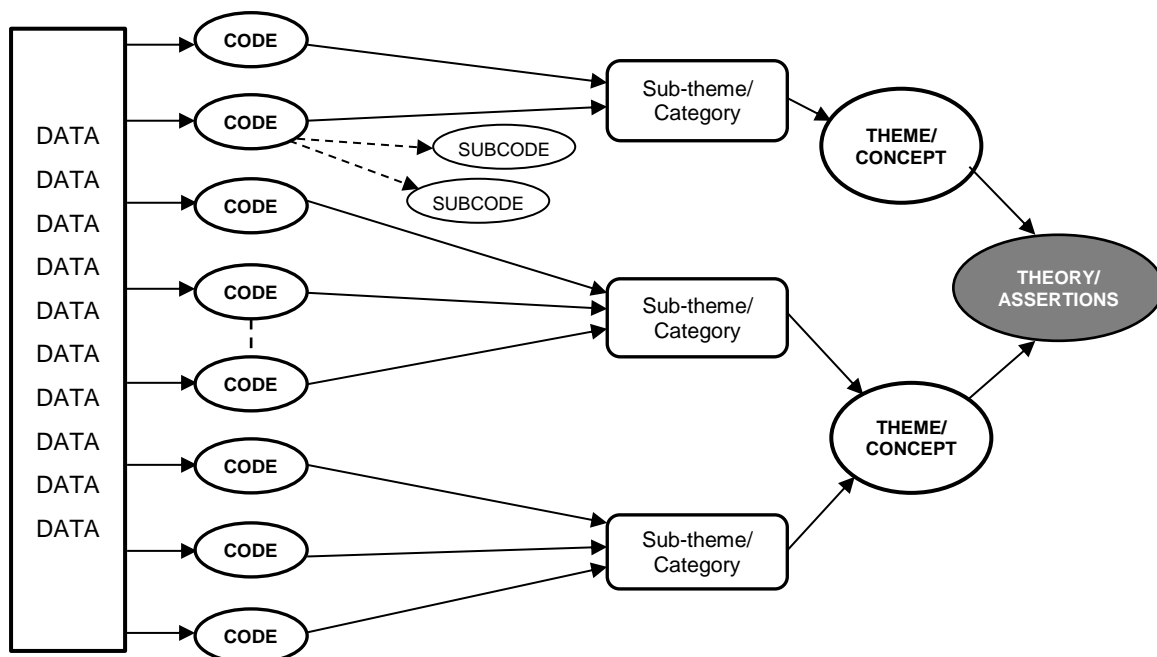 DATA
DATA
DATA
DATA
DATA
DATA
DATA
DATA
DATA
DATA
CODE
CODE
SUBCODE
SUBCODE
CODE
CODE
CODE
CODE
CODE
CODE
Sub-theme/
Category
Sub-theme/
Category
Sub-theme/
Category
THEME/
CONCEPT
THEME/
CONCEPT
THEORY/
ASSERTIONS